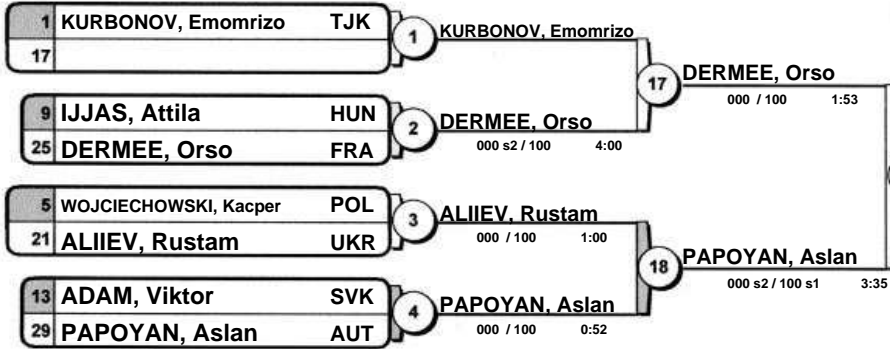 1 KURBONOV, Emomrizo TJK
17
1
KURBONOV, Emomrizo
9 IJJAS, Attila HUN
25 DERMEE, Orso FRA
2
DERMEE, Orso
000 s2 / 100 4:00
17
DERMEE, Orso
000 / 100 1:53
5 WOJCIECHOWSKI, Kacper POL
21 ALIIEV, Rustam UKR
3
ALIIEV, Rustam
000 / 100 1:00
13 ADAM, Viktor SVK
29 PAPOYAN, Aslan AUT
4
PAPOYAN, Aslan
000 / 100 0:52
18
PAPOYAN, Aslan
000 s2 / 100 s1 3:35